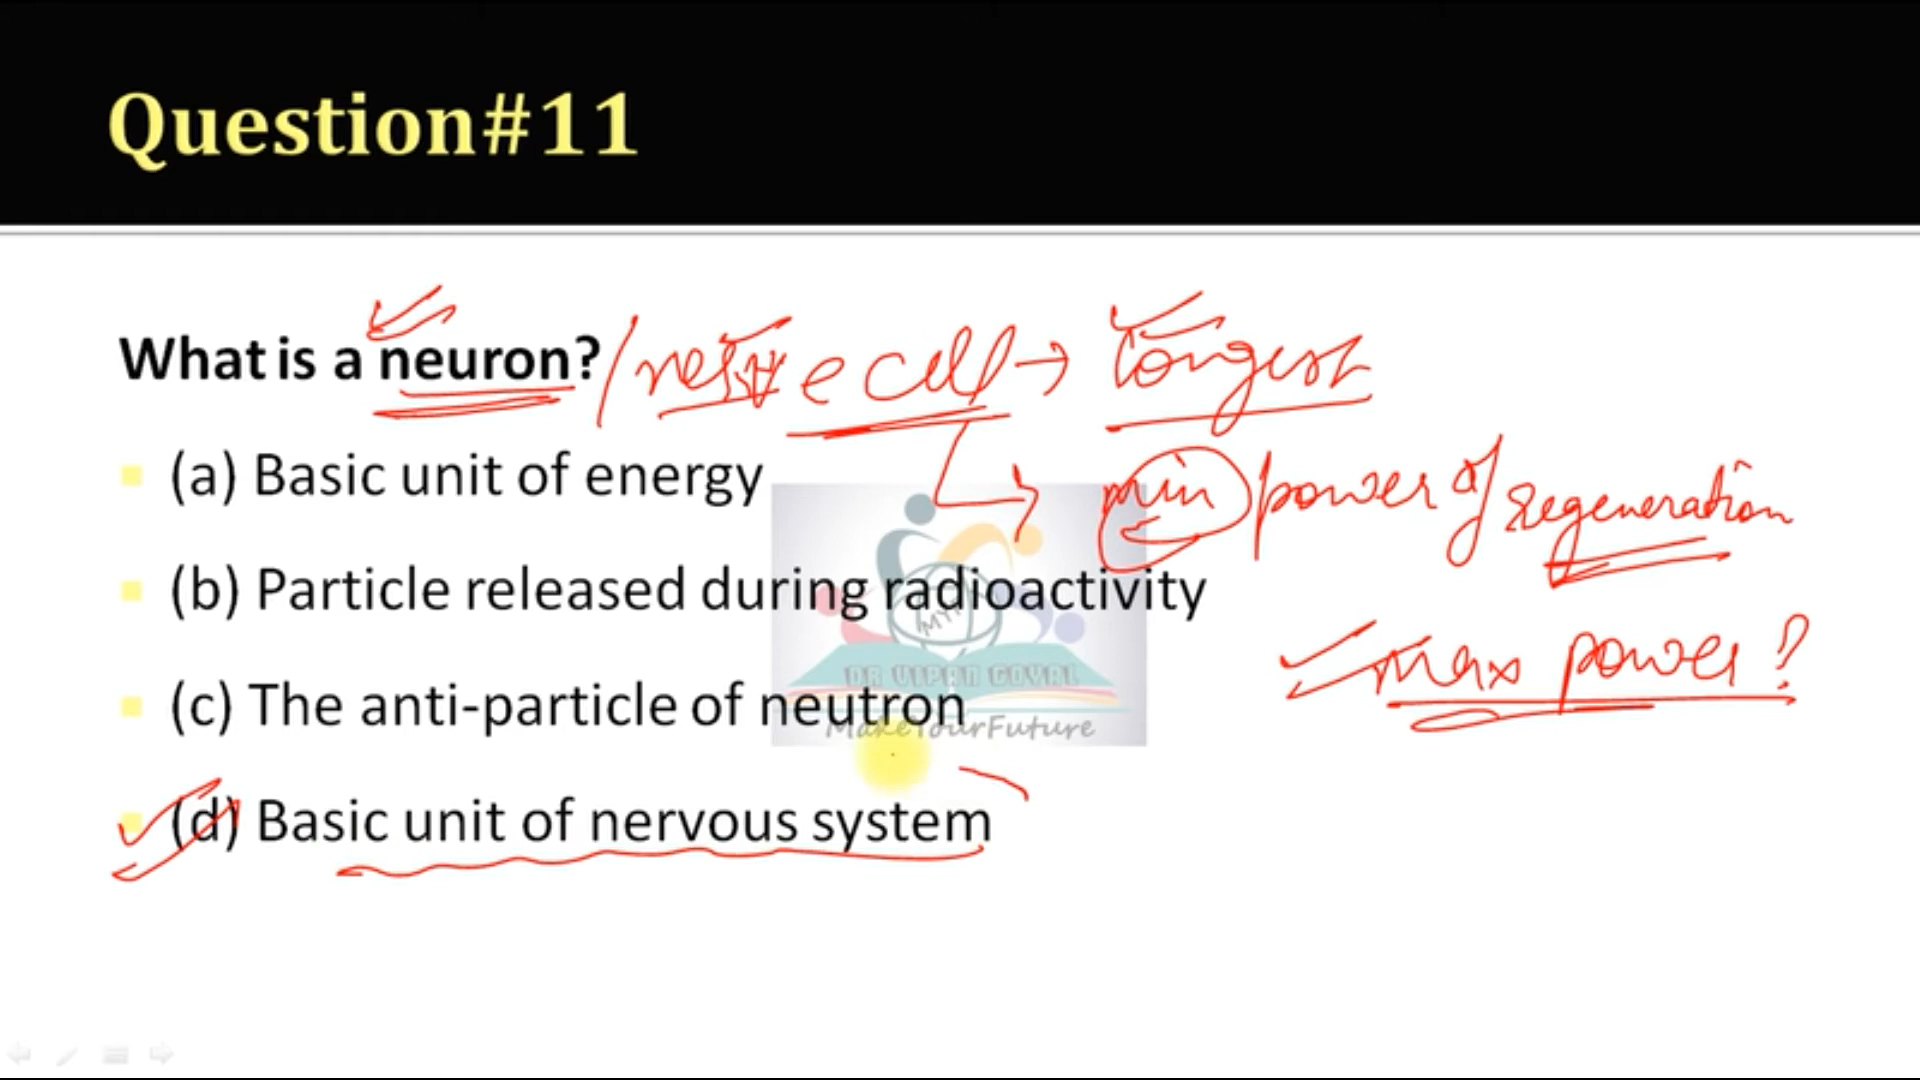 Question#11
What is a neuron? / nerve cell → longest
(a) Basic unit of energy
min power of regeneration
(b) Particle released during radioactivity
max power?
DR VIPAN GOYAL
(c) The anti-particle of neutron
MakeYourFuture
(d) Basic unit of nervous system